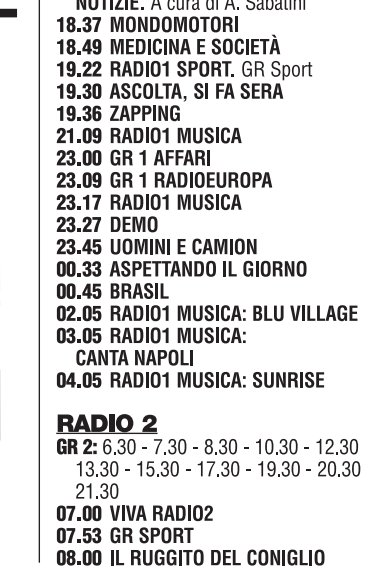 NOTIZIE. A cura di A. Sabatini
18.37 MONDOMOTORI
18.49 MEDICINA E SOCIETÀ
19.22 RADIO1 SPORT. GR Sport
19.30 ASCOLTA, SI FA SERA
19.36 ZAPPING
21.09 RADIO1 MUSICA
23.00 GR 1 AFFARI
23.09 GR 1 RADIOEUROPA
23.17 RADIO1 MUSICA
23.27 DEMO
23.45 UOMINI E CAMION
00.33 ASPETTANDO IL GIORNO
00.45 BRASIL
02.05 RADIO1 MUSICA: BLU VILLAGE
03.05 RADIO1 MUSICA:
CANTA NAPOLI
04.05 RADIO1 MUSICA: SUNRISE
RADIO 2
GR 2: 6.30 - 7.30 - 8.30 - 10.30 - 12.30
13.30 - 15.30 - 17.30 - 19.30 - 20.30
21.30
07.00 VIVA RADIO2
07.53 GR SPORT
08.00 IL RUGGITO DEL CONIGLIO